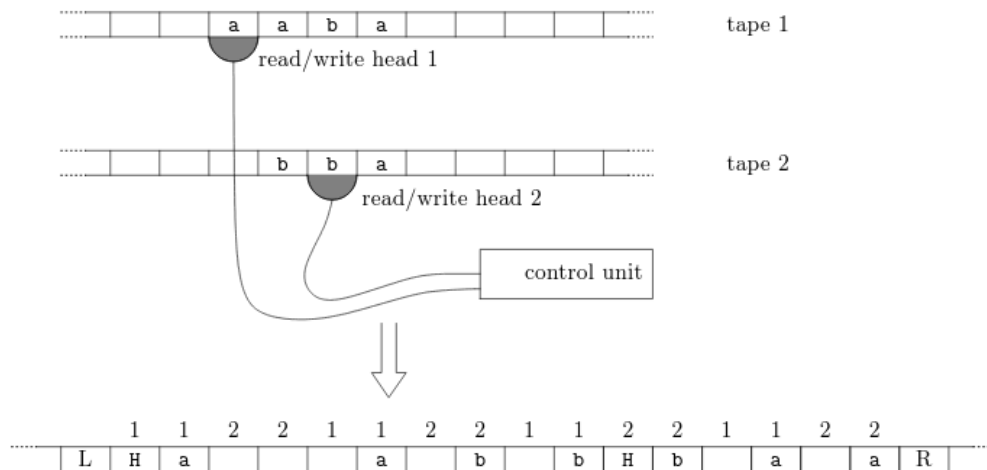 a a b a tape 1
read/write head 1
b b a tape 2
read/write head 2
control unit
1 1 2 2 1 1 2 2 1 1 2 2 1 1 2 2
L H a a b b H b a a R